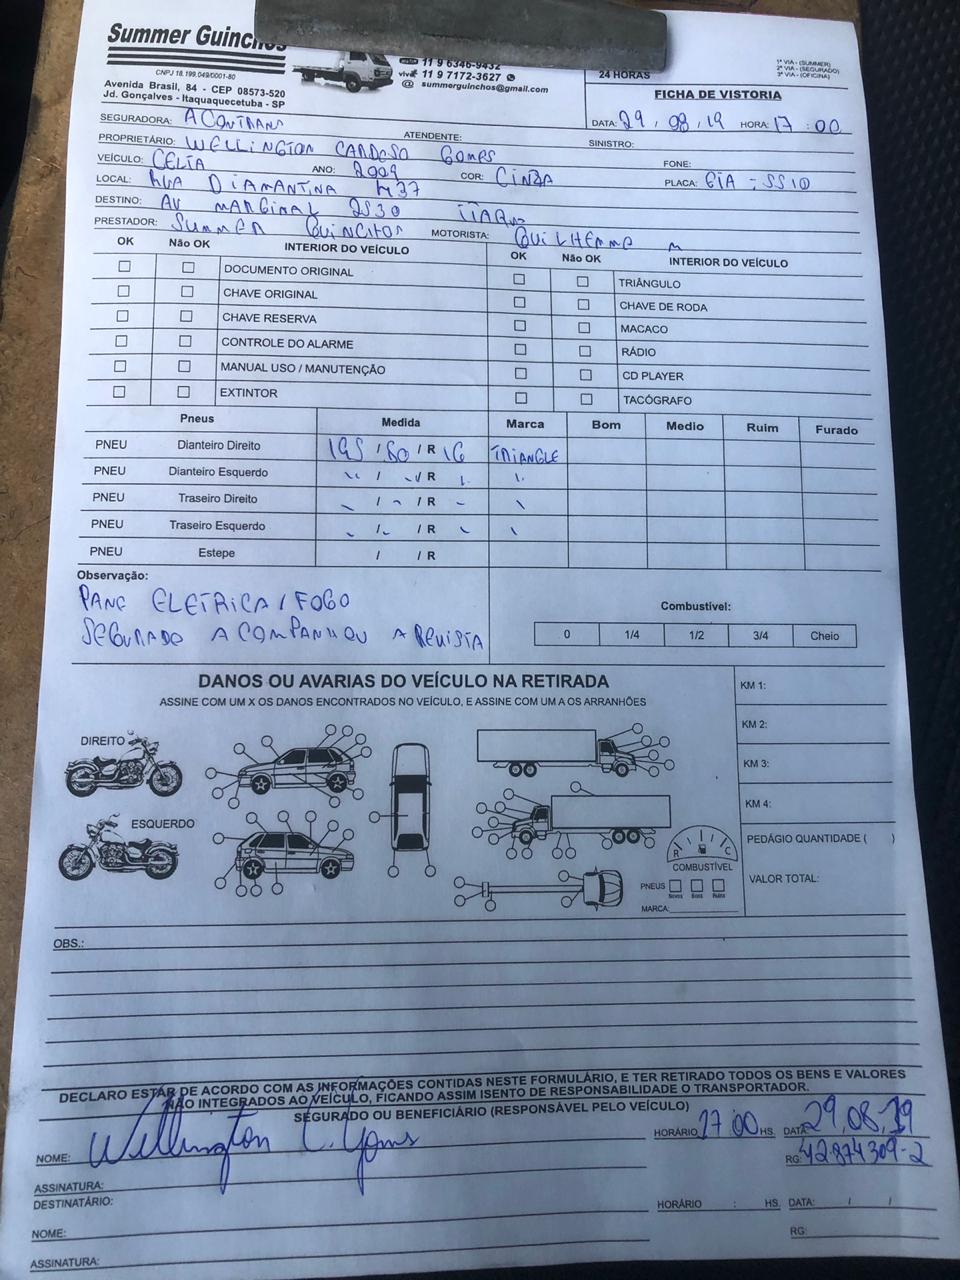 Summer Guinchos
CNPJ 18.199.049/0001-80
Avenida Brasil, 84 - CEP 08573-520
Jd. Gonçalves - Itaquaquecetuba - SP
11 9 6346-9432
vivo 11 9 7172-3627
summerguinchos@gmail.com
24 HORAS
1ª VIA - (SUMMER)
2ª VIA - (SEGURADO)
3ª VIA - (OFICINA)
FICHA DE VISTORIA
SEGURADORA: ACONTRANS
DATA: 29 / 08 / 19 HORA: 17 : 00
PROPRIETÁRIO: WELLINGTON CARDOSO GOMES ATENDENTE: SINISTRO:
VEÍCULO: CELTA ANO: 2009 COR: CINZA FONE:
PLACA: EIA - 5510
LOCAL: RUA DIAMANTINA 437
DESTINO: AV MARGINAL 2530 ITAQUA
PRESTADOR: SUMMER GUINCHOS MOTORISTA: GUILHERME M
OK Não OK INTERIOR DO VEÍCULO OK Não OK INTERIOR DO VEÍCULO
DOCUMENTO ORIGINAL TRIÂNGULO
CHAVE ORIGINAL CHAVE DE RODA
CHAVE RESERVA MACACO
CONTROLE DO ALARME RÁDIO
MANUAL USO / MANUTENÇÃO CD PLAYER
EXTINTOR TACÓGRAFO
Pneus Medida Marca Bom Medio Ruim Furado
PNEU Dianteiro Direito 195 / 60 / R 16 TRIANGLE
PNEU Dianteiro Esquerdo / / R
PNEU Traseiro Direito / / R
PNEU Traseiro Esquerdo / / R
PNEU Estepe / / R
Observação:
PANE ELETRICA / FOGO
SEGURADO ACOMPANHOU A REVISTA
Combustível:
0 1/4 1/2 3/4 Cheio
DANOS OU AVARIAS DO VEÍCULO NA RETIRADA
ASSINE COM UM X OS DANOS ENCONTRADOS NO VEÍCULO, E ASSINE COM UM A OS ARRANHÕES
KM 1:
KM 2:
KM 3:
KM 4:
PEDÁGIO QUANTIDADE ( )
VALOR TOTAL:
DIREITO
ESQUERDO
R C
COMBUSTÍVEL
PNEUS
Novos Bons Ruins
MARCA:
OBS.:
DECLARO ESTAR DE ACORDO COM AS INFORMAÇÕES CONTIDAS NESTE FORMULÁRIO, E TER RETIRADO TODOS OS BENS E VALORES
NÃO INTEGRADOS AO VEÍCULO, FICANDO ASSIM ISENTO DE RESPONSABILIDADE O TRANSPORTADOR.
SEGURADO OU BENEFICIÁRIO (RESPONSÁVEL PELO VEÍCULO)
NOME: Wellington C. Gomes HORÁRIO 17 00 HS. DATA: 29/08/19
RG: 42.874309-2
ASSINATURA:
DESTINATÁRIO: HORÁRIO : HS. DATA: / /
NOME: RG:
ASSINATURA: